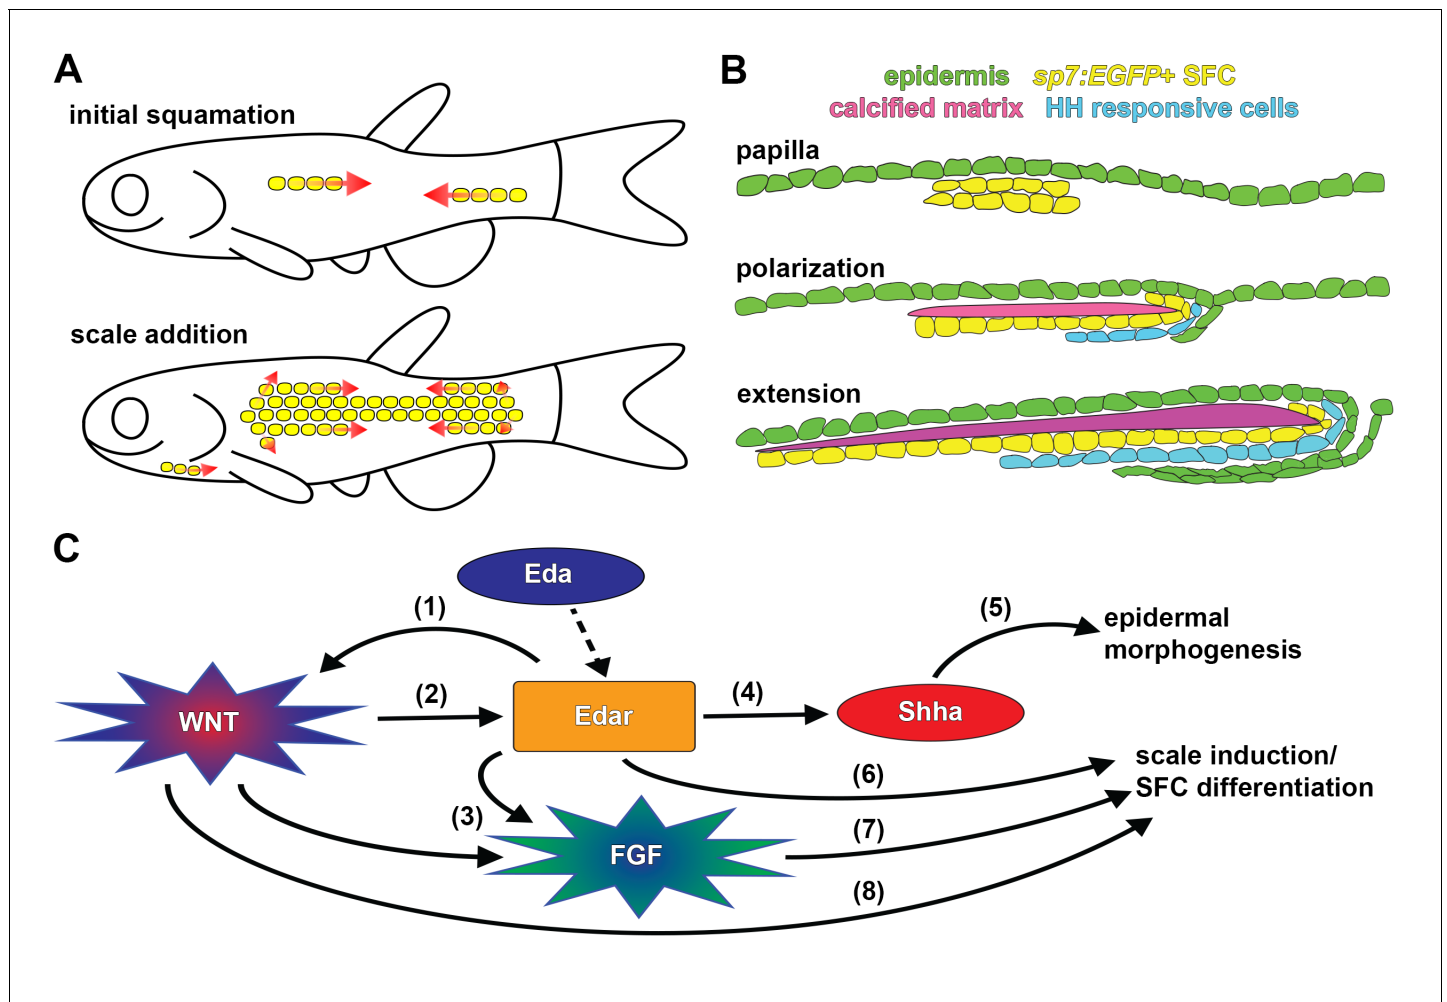 A
initial squamation
scale addition
B
epidermis sp7:EGFP+ SFC
calcified matrix HH responsive cells
papilla
polarization
extension
C
Eda
(1)
(5)
epidermal
morphogenesis
WNT
(2)
Edar
(4)
Shha
scale induction/
SFC differentiation
(6)
(3)
(7)
FGF
(8)